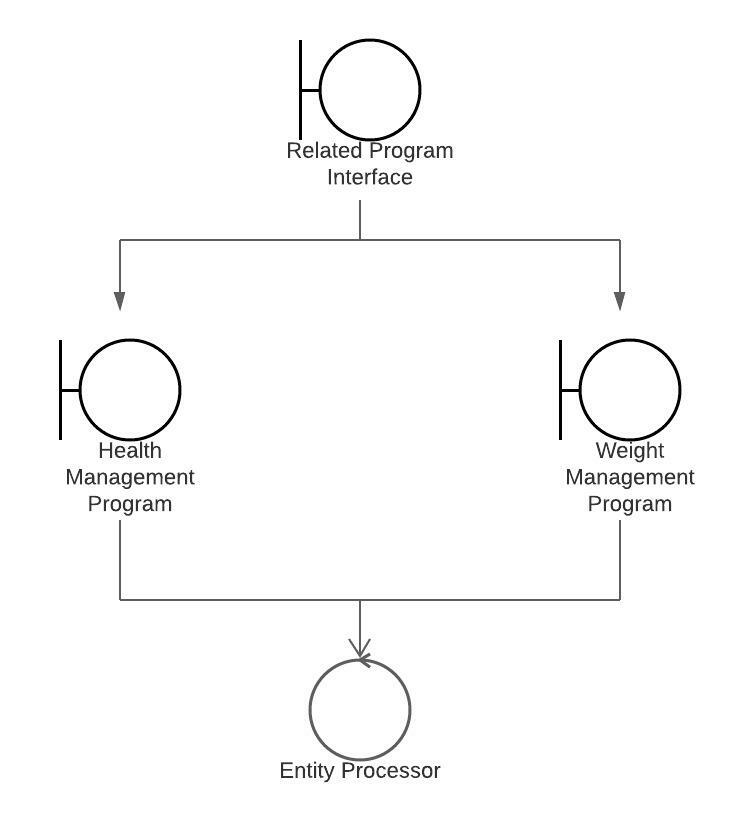 Related Program
Interface
Health
Management
Program
Weight
Management
Program
Entity Processor